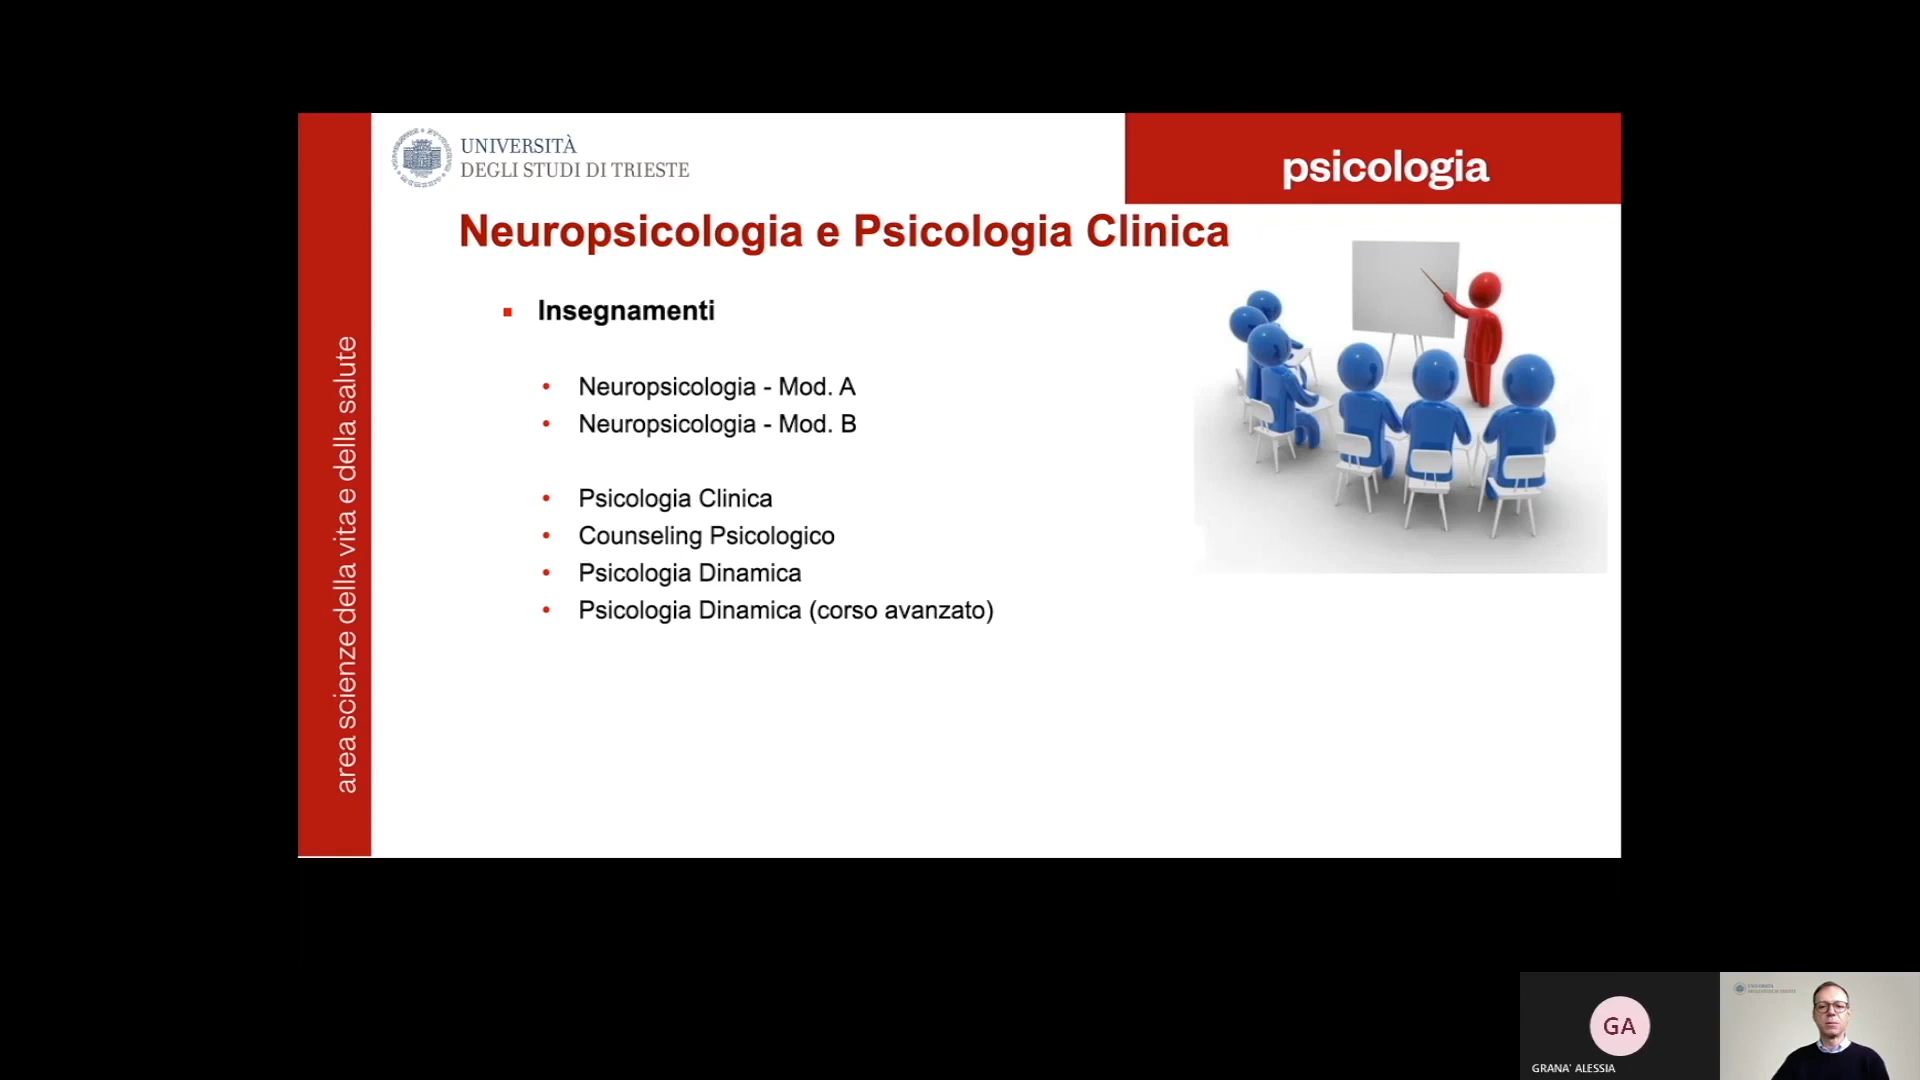 UNIVERSITÀ
DEGLI STUDI DI TRIESTE
psicologia
Neuropsicologia e Psicologia Clinica
Insegnamenti
Neuropsicologia - Mod. A
Neuropsicologia - Mod. B
Psicologia Clinica
Counseling Psicologico
Psicologia Dinamica
Psicologia Dinamica (corso avanzato)
area scienze della vita e della salute
GA
GRANA' ALESSIA